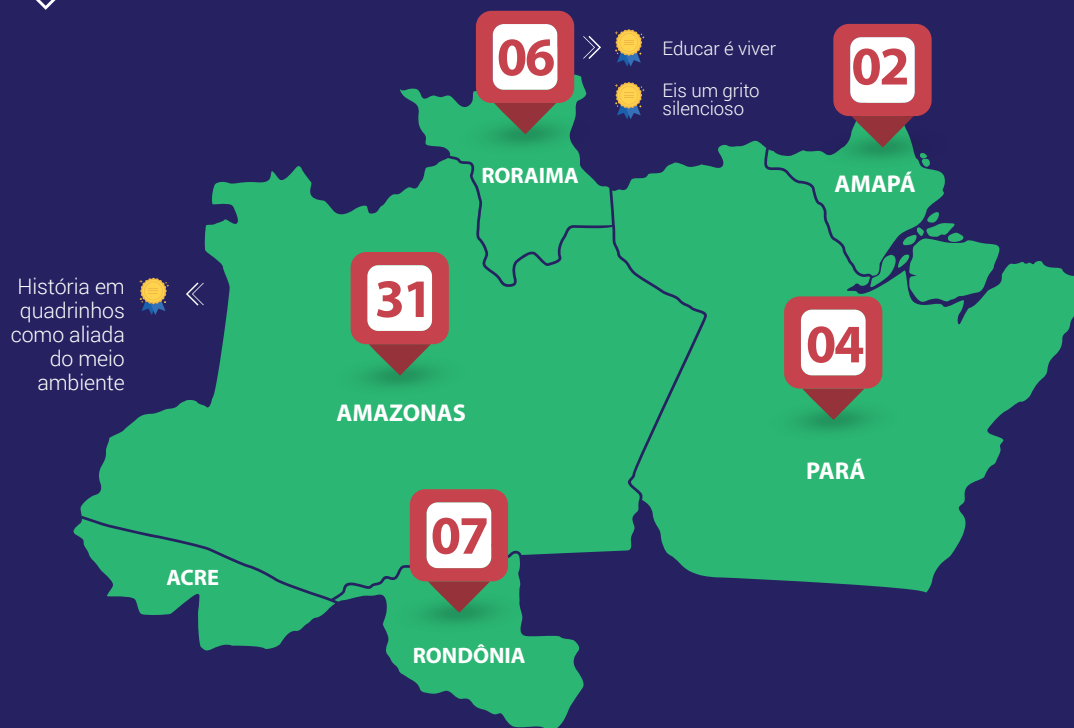 06
Educar é viver
Eis um grito
silencioso
02
RORAIMA
AMAPÁ
História em
quadrinhos
como aliada
do meio
ambiente
31
AMAZONAS
04
PARÁ
07
ACRE
RONDÔNIA